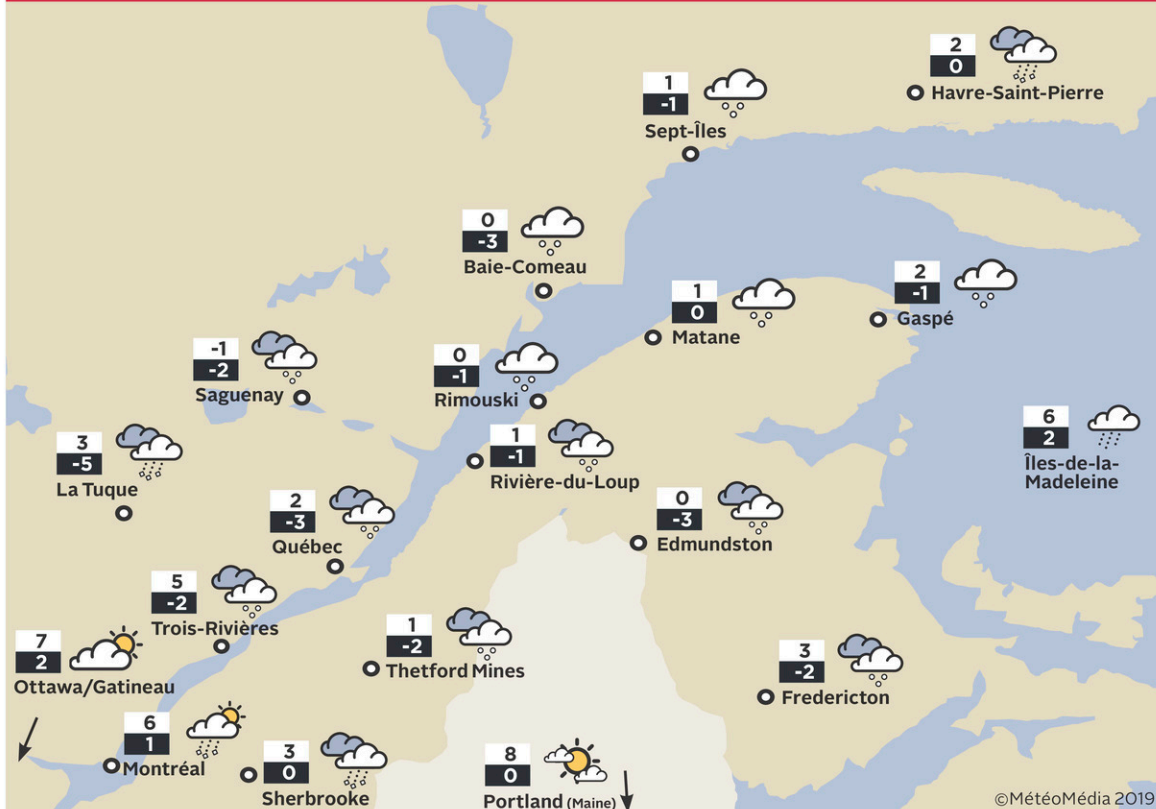 2
0
Havre-Saint-Pierre
1
-1
Sept-Îles
0
-3
Baie-Comeau
2
-1
Gaspé
1
0
Matane
-1
-2
Saguenay
0
-1
Rimouski
6
2
Îles-de-la-
Madeleine
3
-5
La Tuque
1
-1
Rivière-du-Loup
2
-3
Québec
0
-3
Edmundston
5
-2
Trois-Rivières
1
-2
Thetford Mines
7
2
Ottawa/Gatineau
3
-2
Fredericton
6
1
Montréal
3
0
Sherbrooke
8
0
Portland (Maine)
©MétéoMédia 2019